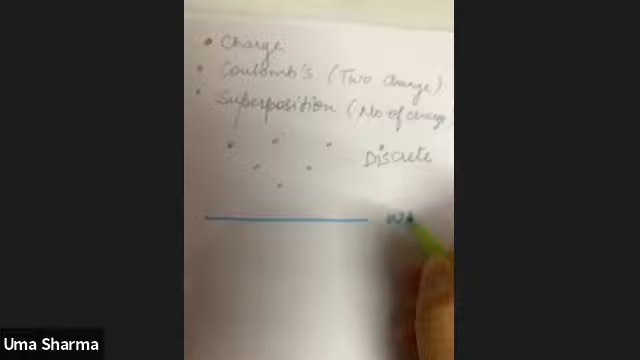 Charge
Coulomb's (Two charge)
Superposition (No of charge
Discrete
Uma Sharma